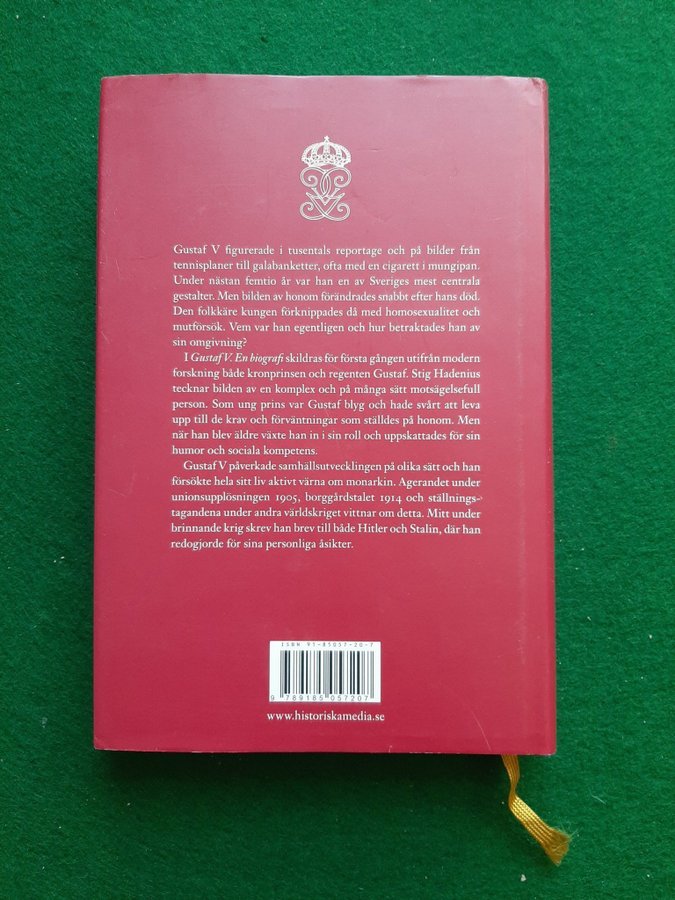 Gustaf V figurerade i tusentals reportage och på bilder från
tennisplaner till galabanketter, ofta med en cigarett i mungipan.
Under nästan femtio år var han en av Sveriges mest centrala
gestalter. Men bilden av honom förändrades snabbt efter hans död.
Den folkkäre kungen förknippades då med homosexualitet och
mutförsök. Vem var han egentligen och hur betraktades han av
sin omgivning?
I Gustaf V. En biografi skildras för första gången utifrån modern
forskning både kronprinsen och regenten Gustaf. Stig Hadenius
tecknar bilden av en komplex och på många sätt motsägelsefull
person. Som ung prins var Gustaf blyg och hade svårt att leva
upp till de krav och förväntningar som ställdes på honom. Men
när han blev äldre växte han in i sin roll och uppskattades för sin
humor och sociala kompetens.
Gustaf V påverkade samhällsutvecklingen på olika sätt och han
försökte hela sitt liv aktivt värna om monarkin. Agerandet under
unionsupplösningen 1905, borggårdstalet 1914 och ställnings-
tagandena under andra världskriget vittnar om detta. Mitt under
brinnande krig skrev han brev till både Hitler och Stalin, där han
redogjorde för sina personliga åsikter.
ISBN 91-85057-20-7
9 789185 057207
www.historiskamedia.se